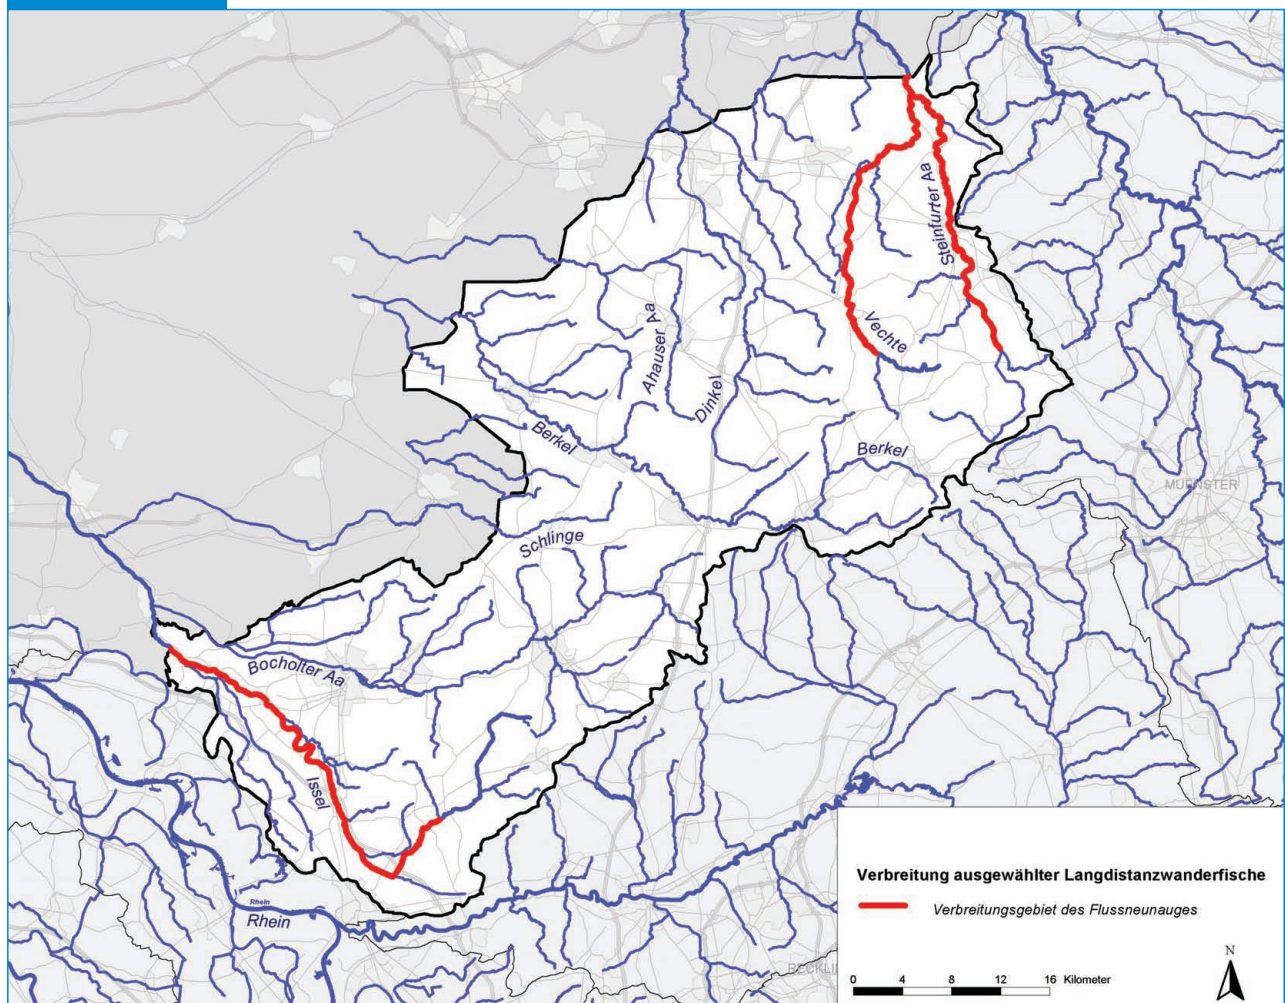 Steinfurter Aa
Vechte
Ahauser Aa
Dinkel
Berkel
Berkel
MUENSTER
Schlinge
Bocholter Aa
Issel
Rhein
Rhein
Verbreitung ausgewählter Langdistanzwanderfische
Verbreitungsgebiet des Flussneunauges
N
RECKLI
0 4 8 12 16 Kilometer